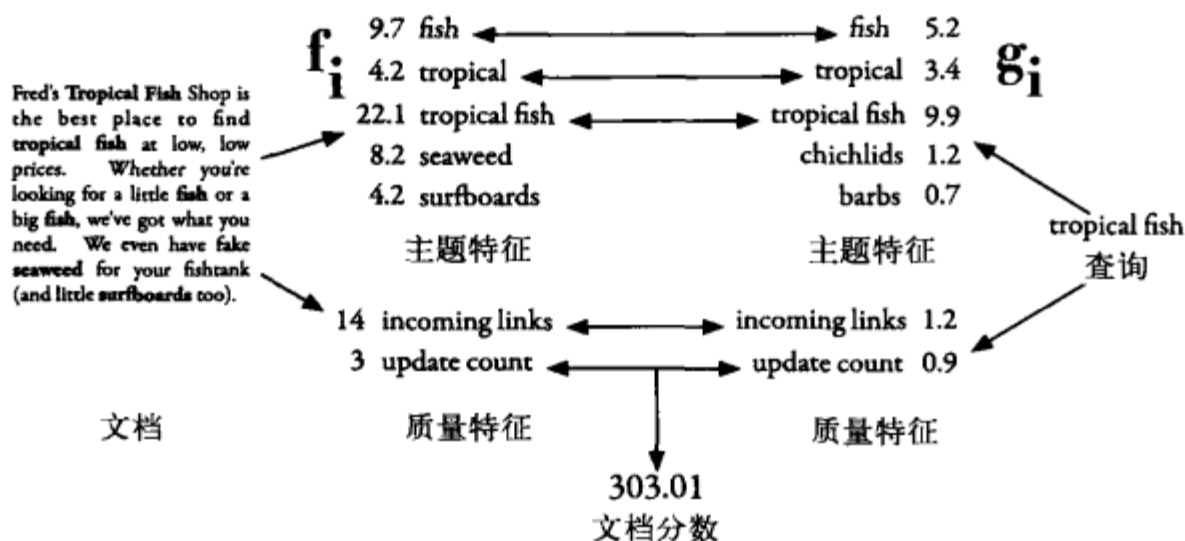 Fred's Tropical Fish Shop is
the best place to find
tropical fish at low, low
prices. Whether you're
looking for a little fish or a
big fish, we've got what you
need. We even have fake
seaweed for your fishtank
(and little surfboards too).
文档
f i
9.7 fish
4.2 tropical
22.1 tropical fish
8.2 seaweed
4.2 surfboards
主题特征
14 incoming links
3 update count
质量特征
g i
fish 5.2
tropical 3.4
tropical fish 9.9
chichlids 1.2
barbs 0.7
主题特征
incoming links 1.2
update count 0.9
质量特征
tropical fish
查询
303.01
文档分数